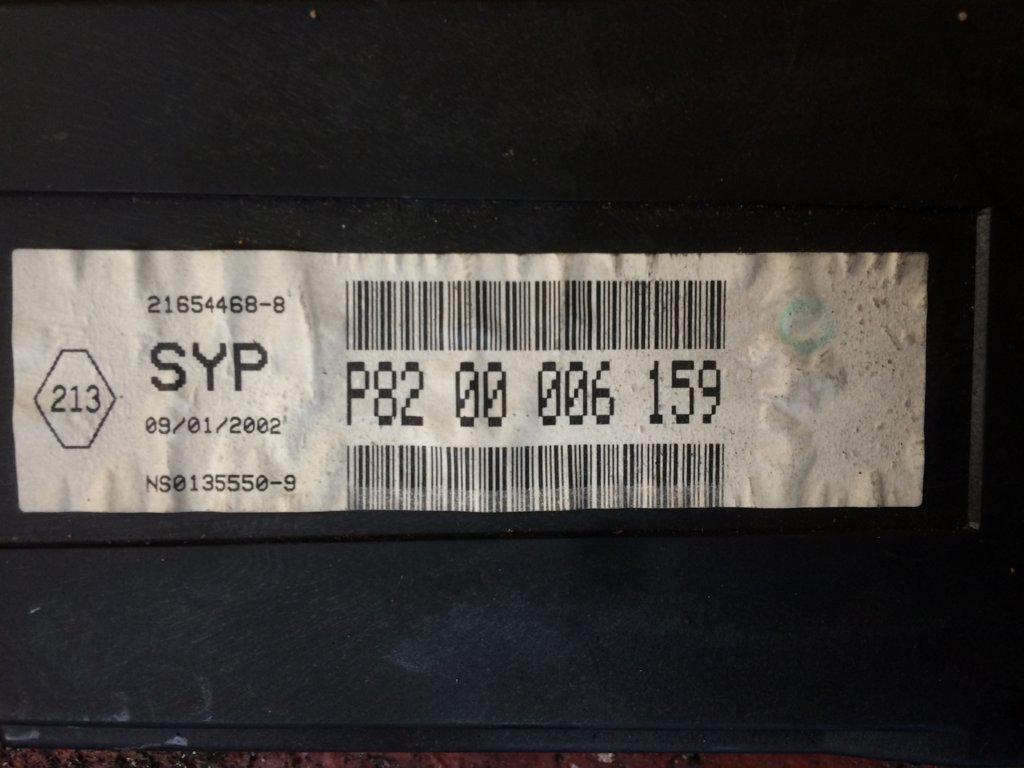 213
21654468-8
SYP
09/01/2002
NS0135550-9
P82 00 006 159